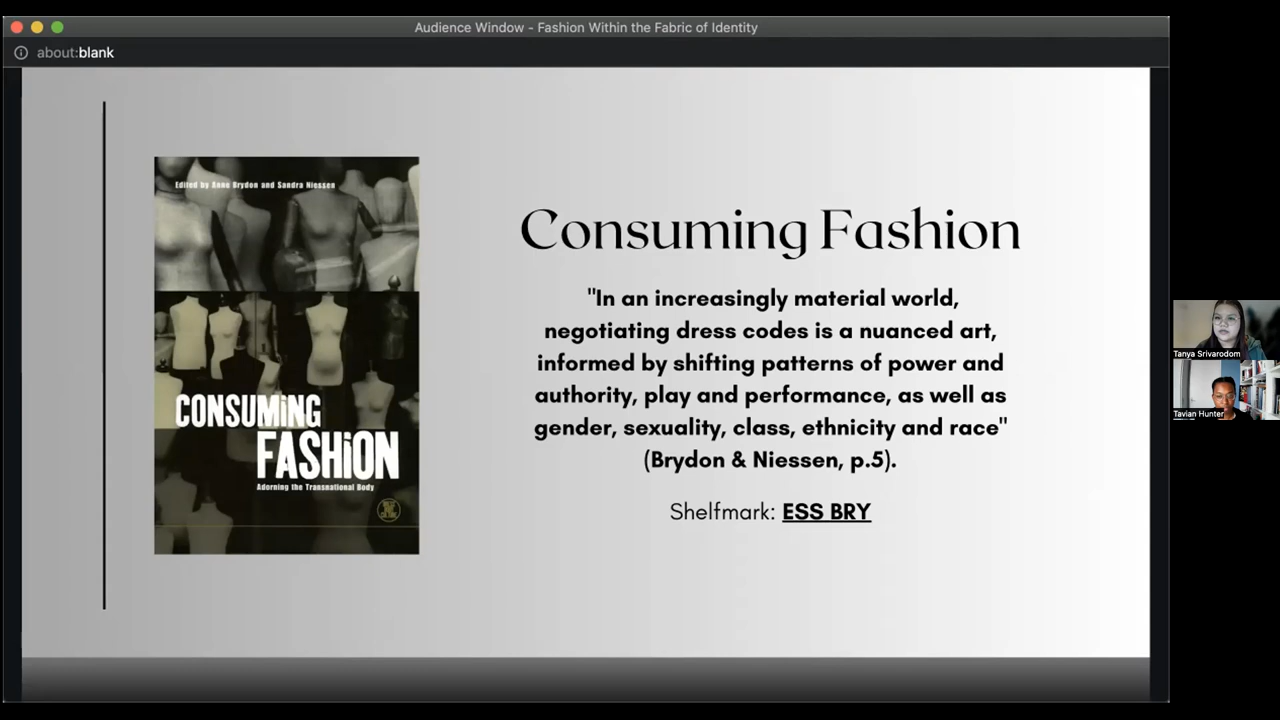 Audience Window - Fashion Within the Fabric of Identity
about:blank
Edited by Anne Brydon and Sandra Niessen
CONSUMiNG
FASHiON
Adorning the Transnational Body
Consuming Fashion
"In an increasingly material world,
negotiating dress codes is a nuanced art,
informed by shifting patterns of power and
authority, play and performance, as well as
gender, sexuality, class, ethnicity and race"
(Brydon & Niessen, p.5).
Shelfmark: ESS BRY
Tanya Srivarodom
Tavian Hunter